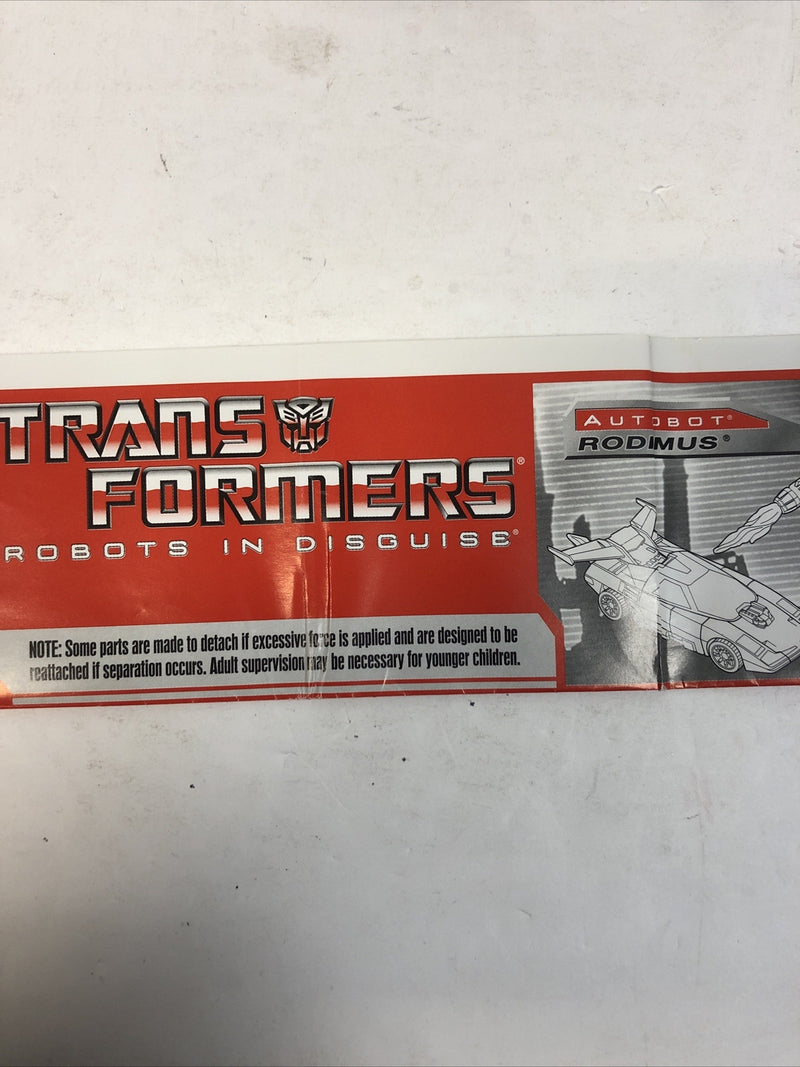 TRANS
FORMERS®
ROBOTS IN DISGUISE®
NOTE: Some parts are made to detach if excessive force is applied and are designed to be
reattached if separation occurs. Adult supervision may be necessary for younger children.
AUTOBOT®
RODIMUS®